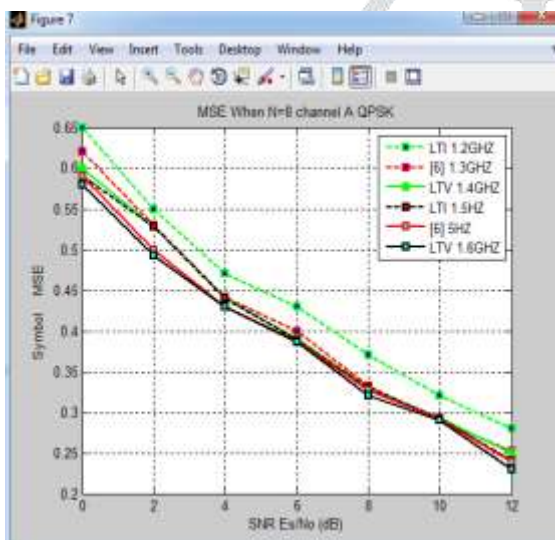 Figure 7
File Edit View Insert Tools Desktop Window Help
MSE When N=8 channel A QPSK
0.65
0.6
0.55
0.5
0.45
0.4
0.35
0.3
0.25
0.2
Symbol MSE
0 2 4 6 8 10 12
SNR Es/No (dB)
LTI 1.2GHZ
[6] 1.3GHZ
LTV 1.4GHZ
LTI 1.5HZ
[6] 5HZ
LTV 1.6GHZ